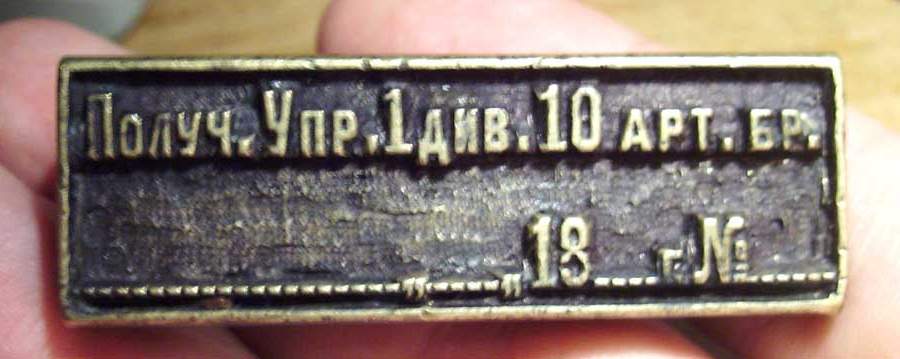 Получ. Упр. 1 див. 10 арт. бр.
..............„......„18.....г. №........